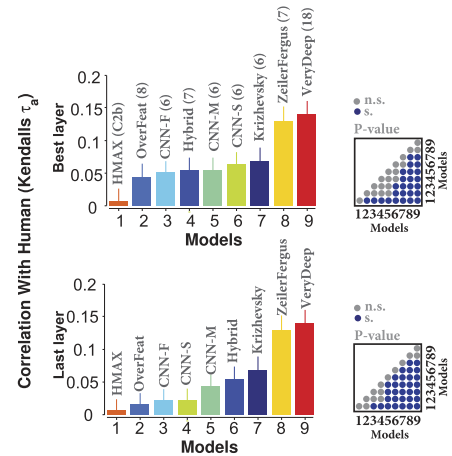 Correlation With Human (Kendalls τa)
Best layer
0.2
0.15
0.1
0.05
0
HMAX (C2b)
OverFeat (8)
CNN-F (6)
Hybrid (7)
CNN-M (6)
CNN-S (6)
Krizhevsky (6)
ZeilerFergus (7)
VeryDeep (18)
1 2 3 4 5 6 7 8 9
Models
n.s.
s.
P-value
123456789
Models
123456789
Models
Last layer
0.2
0.15
0.1
0.05
0
HMAX
OverFeat
CNN-F
CNN-S
CNN-M
Hybrid
Krizhevsky
ZeilerFergus
VeryDeep
1 2 3 4 5 6 7 8 9
Models
n.s.
s.
P-value
123456789
Models
123456789
Models